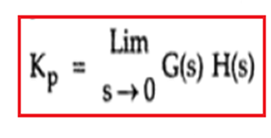 Kₚ = Lim s→0 G(s) H(s)